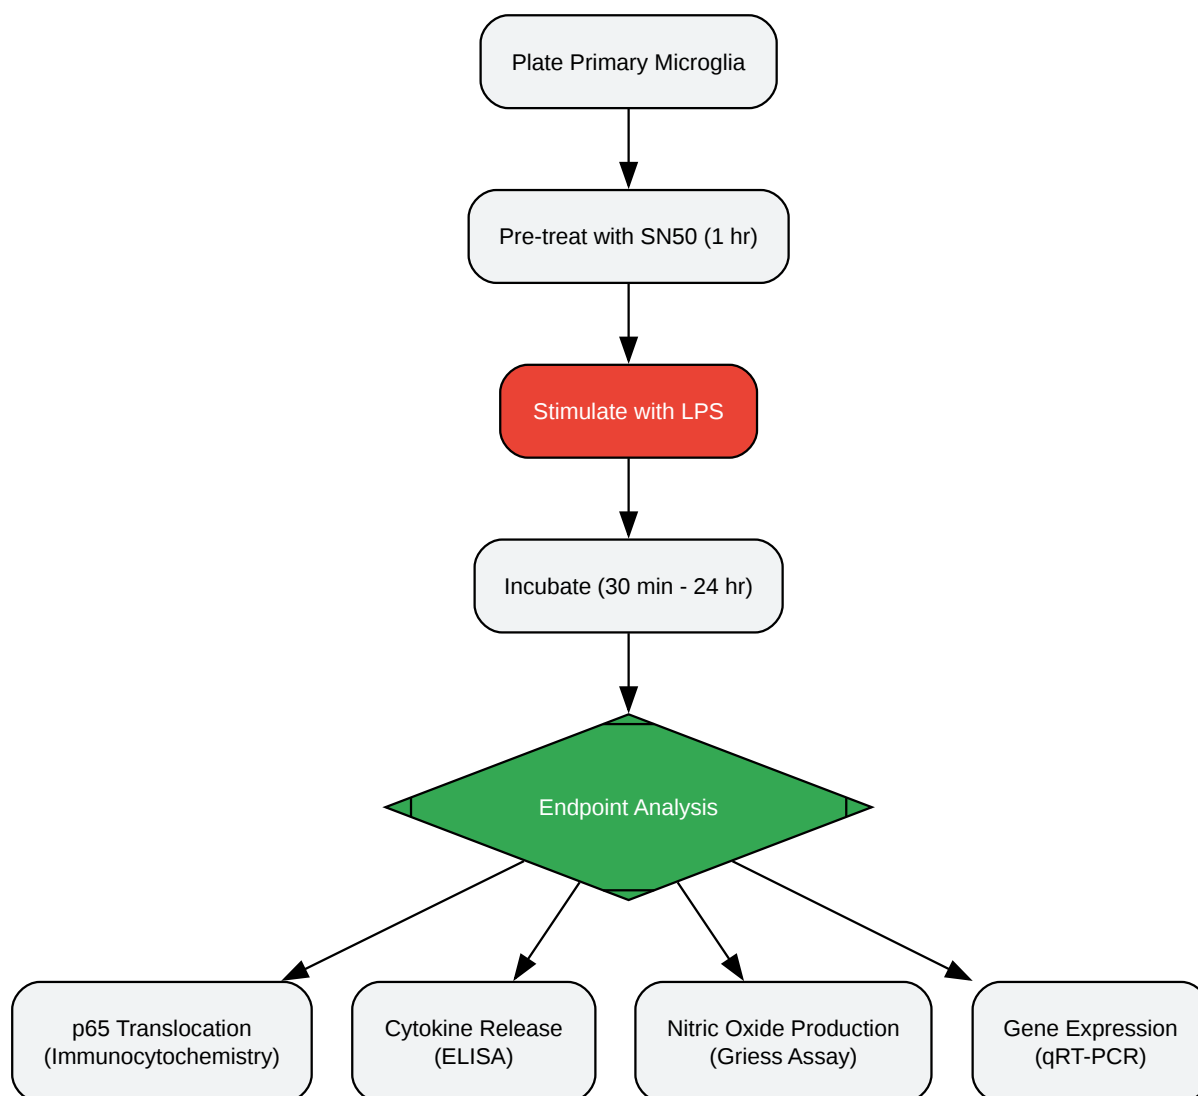 Plate Primary Microglia
Pre-treat with SN50 (1 hr)
Stimulate with LPS
Incubate (30 min - 24 hr)
Endpoint Analysis
p65 Translocation
(Immunocytochemistry)
Cytokine Release
(ELISA)
Nitric Oxide Production
(Griess Assay)
Gene Expression
(qRT-PCR)